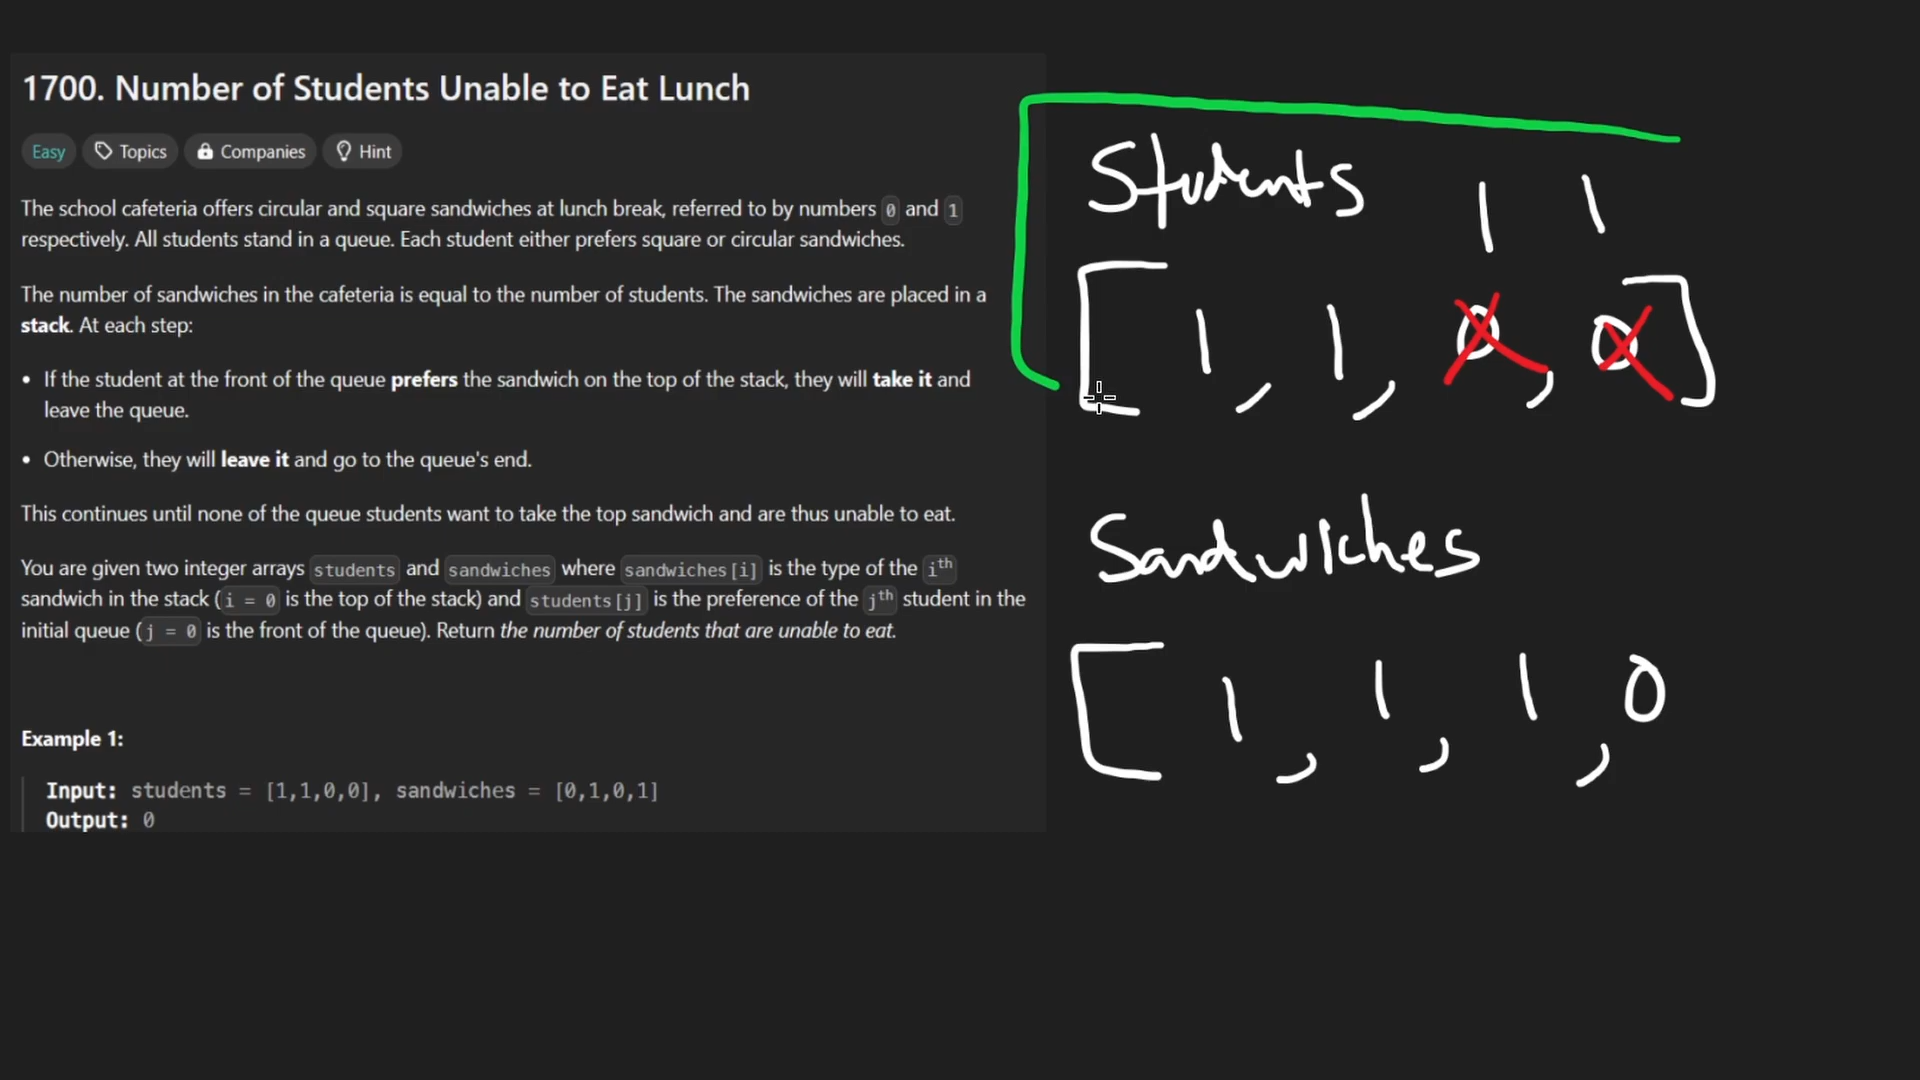 1700. Number of Students Unable to Eat Lunch
Easy Topics Companies Hint
The school cafeteria offers circular and square sandwiches at lunch break, referred to by numbers 0 and 1
respectively. All students stand in a queue. Each student either prefers square or circular sandwiches.
The number of sandwiches in the cafeteria is equal to the number of students. The sandwiches are placed in a
stack. At each step:
• If the student at the front of the queue prefers the sandwich on the top of the stack, they will take it and
leave the queue.
• Otherwise, they will leave it and go to the queue's end.
This continues until none of the queue students want to take the top sandwich and are thus unable to eat.
You are given two integer arrays students and sandwiches where sandwiches[i] is the type of the ith
sandwich in the stack (i = 0 is the top of the stack) and students[j] is the preference of the jth student in the
initial queue (j = 0 is the front of the queue). Return the number of students that are unable to eat.
Example 1:
Input: students = [1,1,0,0], sandwiches = [0,1,0,1]
Output: 0
Students
1 1
[ 1, 1, 0, 0 ]
Sandwiches
[ 1, 1, 1, 0